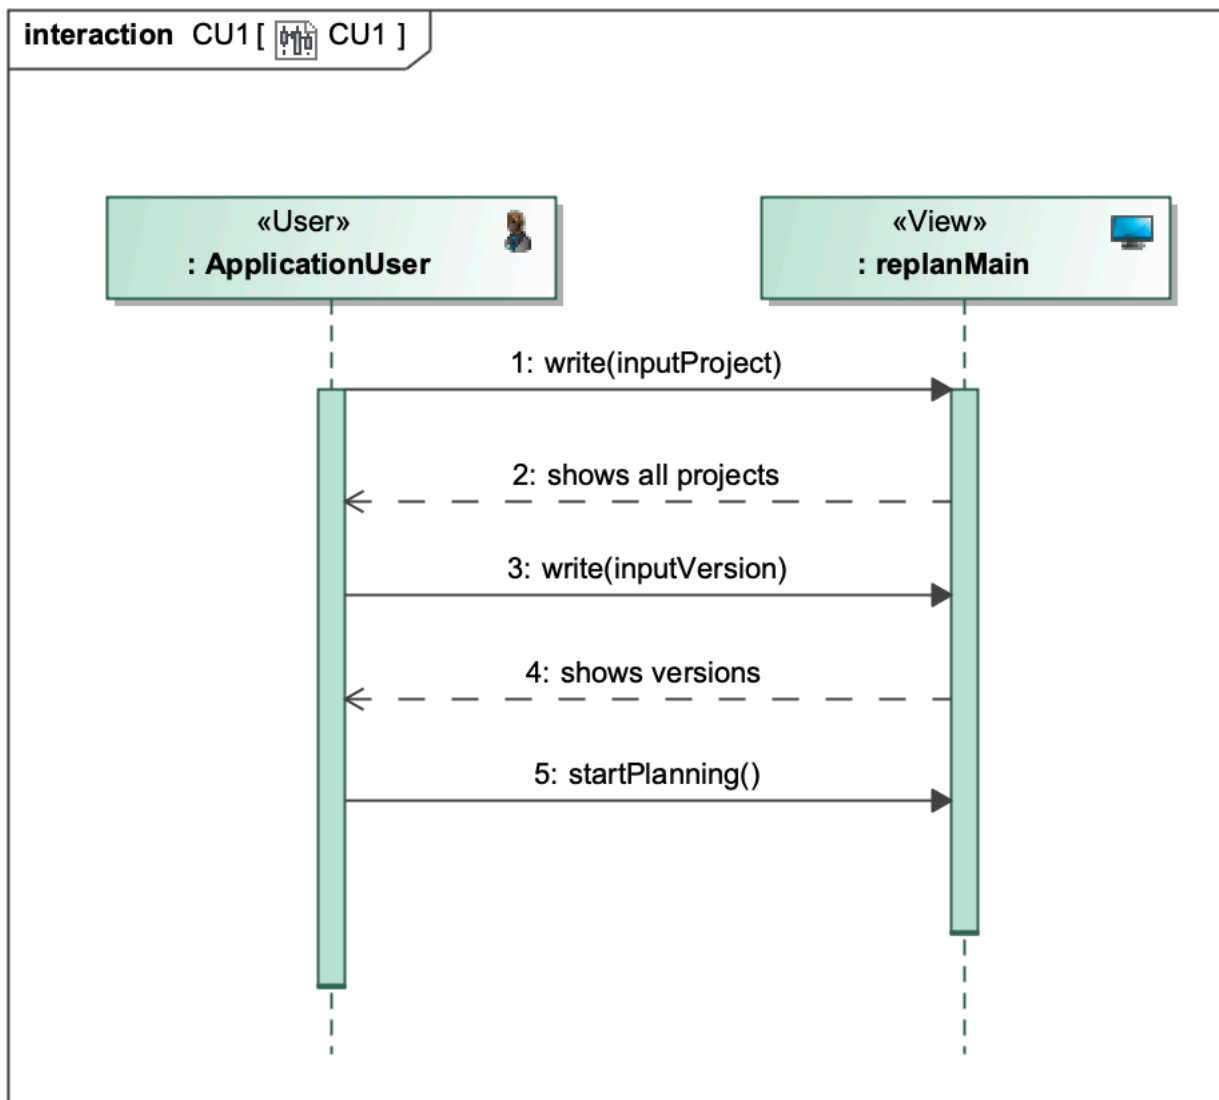 interaction CU1 [ CU1 ]
«User»
: ApplicationUser
«View»
: replanMain
1: write(inputProject)
2: shows all projects
3: write(inputVersion)
4: shows versions
5: startPlanning()